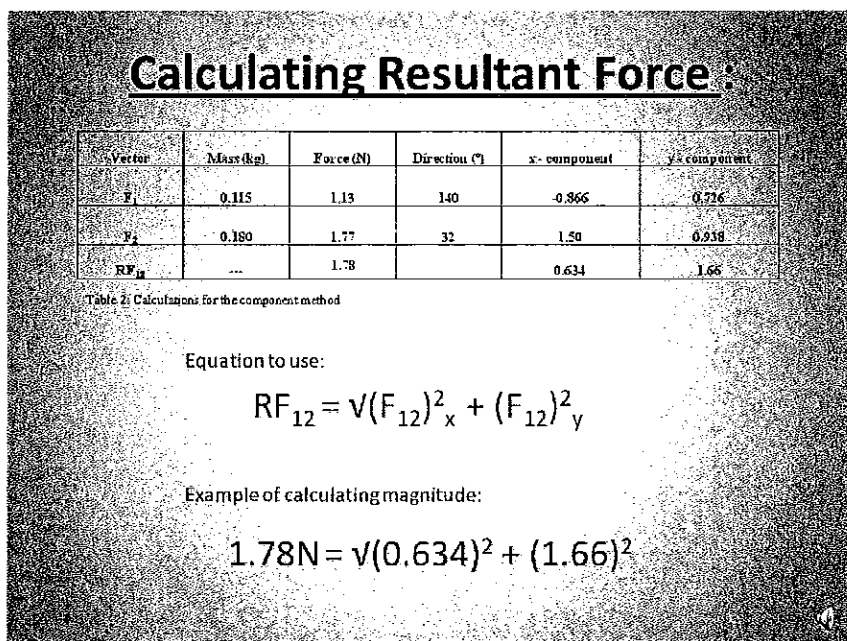 Calculating Resultant Force :
Vector Mass (kg) Force (N) Direction (°) x - component y - component
F₁ 0.115 1.13 140 -0.866 0.726
F₂ 0.180 1.77 32 1.50 0.938
RF₁₂ --- 1.78 0.634 1.66
Table 2: Calculations for the component method
Equation to use:
RF₁₂ = √(F₁₂)²ₓ + (F₁₂)²ᵧ
Example of calculating magnitude:
1.78N = √(0.634)² + (1.66)²